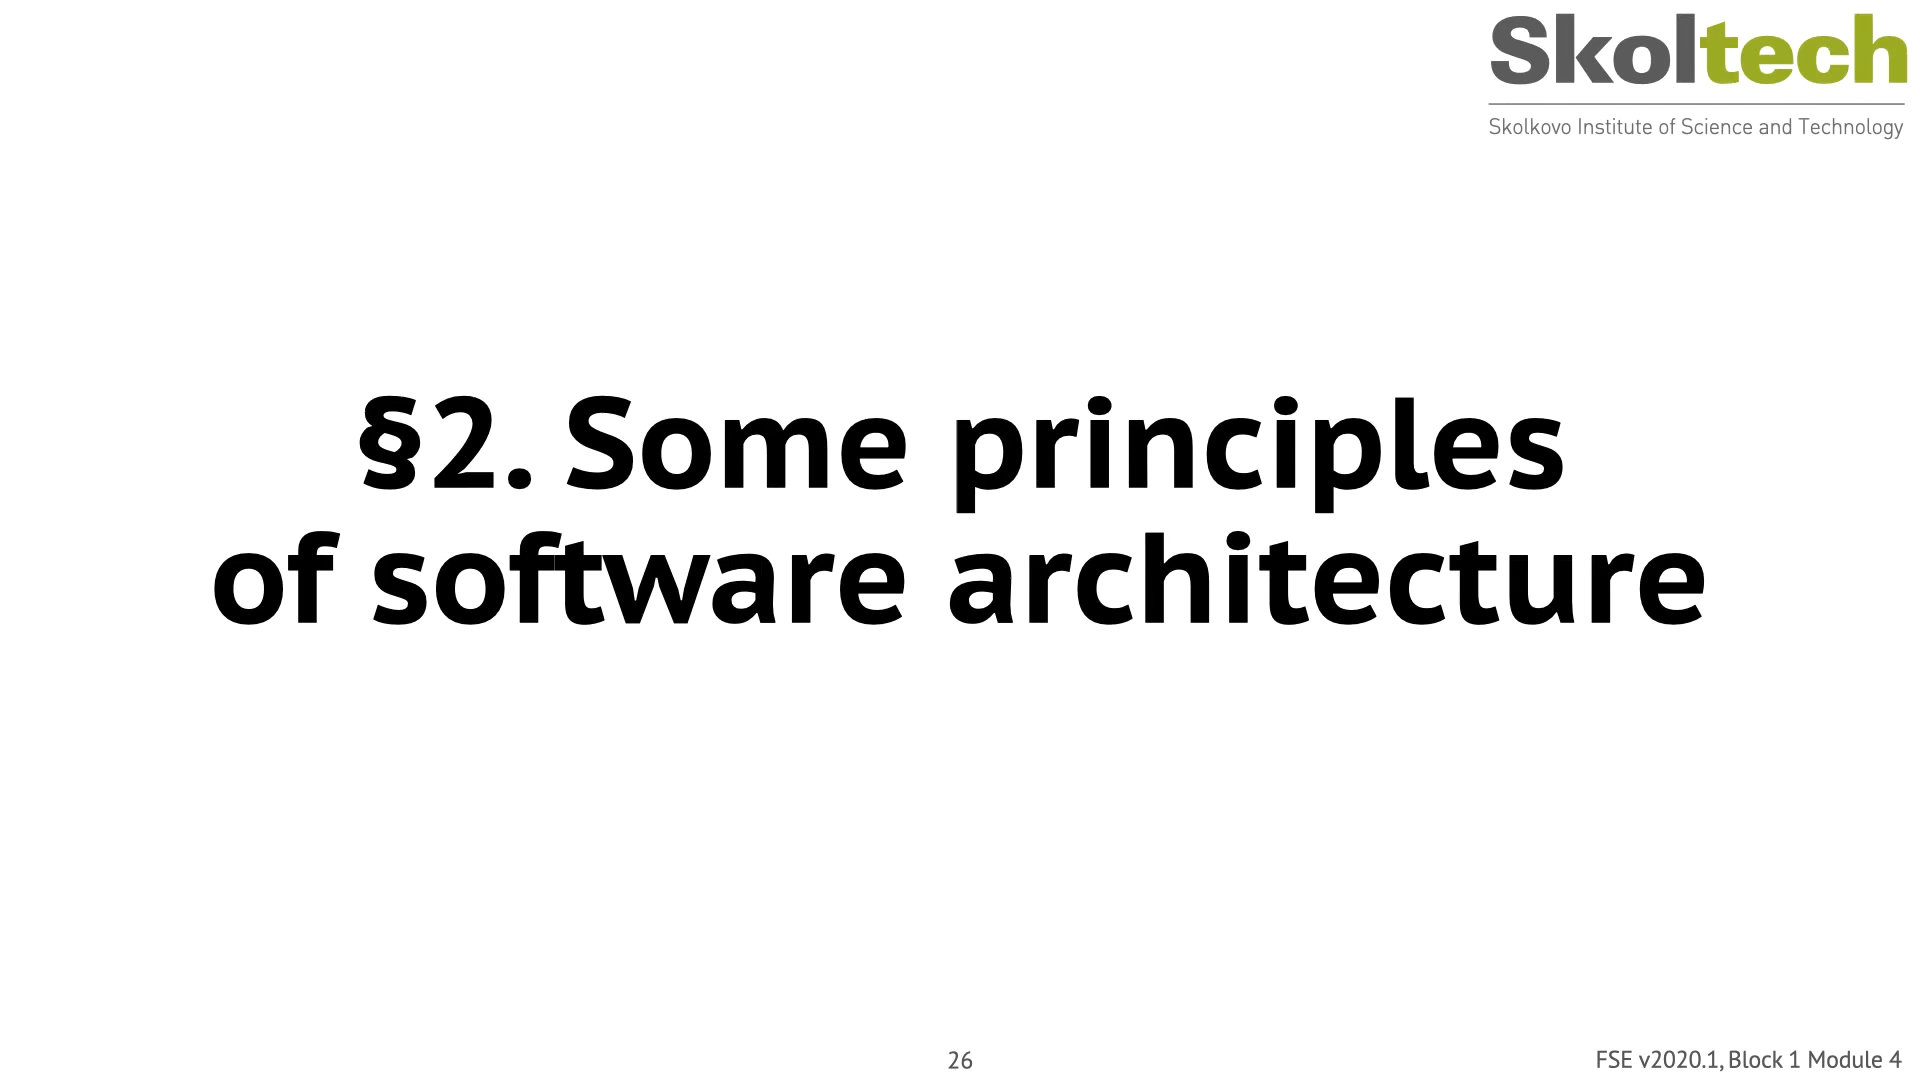 Skoltech
Skolkovo Institute of Science and Technology
§2. Some principles
of software architecture
26
FSE v2020.1, Block 1 Module 4